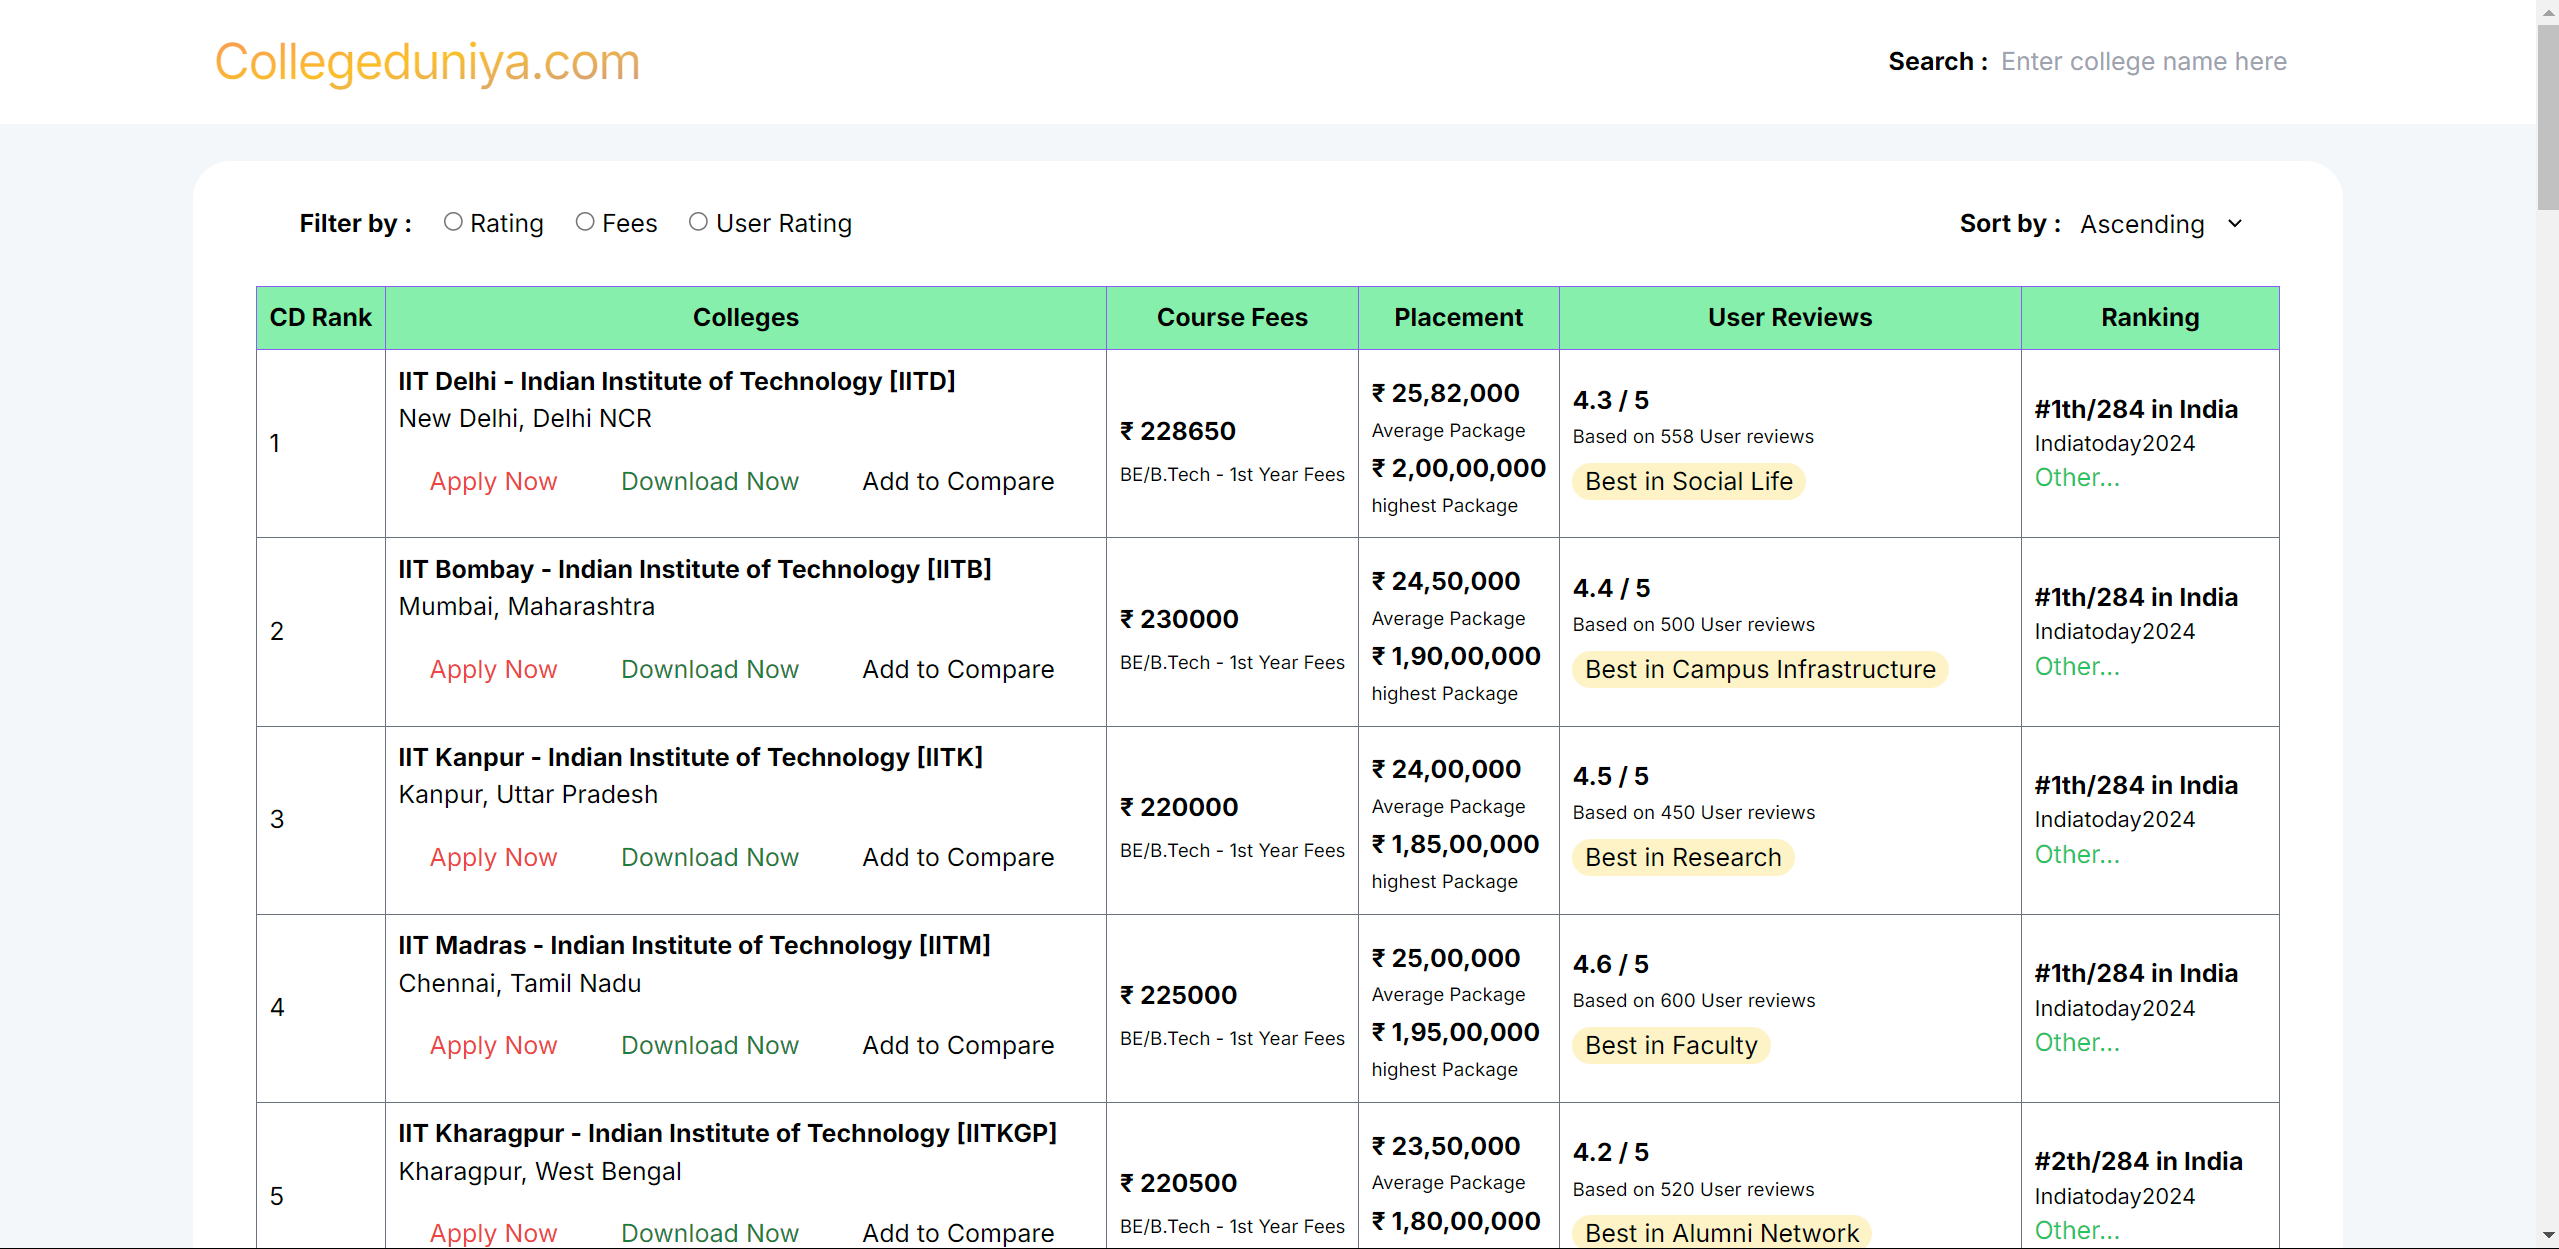 Collegeduniya.com
Search : Enter college name here
Filter by : Rating Fees User Rating
Sort by : Ascending
CD Rank Colleges Course Fees Placement User Reviews Ranking
1
IIT Delhi - Indian Institute of Technology [IITD]
New Delhi, Delhi NCR
Apply Now Download Now Add to Compare
₹ 228650
BE/B.Tech - 1st Year Fees
₹ 25,82,000
Average Package
₹ 2,00,00,000
highest Package
4.3 / 5
Based on 558 User reviews
Best in Social Life
#1th/284 in India
Indiatoday2024
Other...
2
IIT Bombay - Indian Institute of Technology [IITB]
Mumbai, Maharashtra
Apply Now Download Now Add to Compare
₹ 230000
BE/B.Tech - 1st Year Fees
₹ 24,50,000
Average Package
₹ 1,90,00,000
highest Package
4.4 / 5
Based on 500 User reviews
Best in Campus Infrastructure
#1th/284 in India
Indiatoday2024
Other...
3
IIT Kanpur - Indian Institute of Technology [IITK]
Kanpur, Uttar Pradesh
Apply Now Download Now Add to Compare
₹ 220000
BE/B.Tech - 1st Year Fees
₹ 24,00,000
Average Package
₹ 1,85,00,000
highest Package
4.5 / 5
Based on 450 User reviews
Best in Research
#1th/284 in India
Indiatoday2024
Other...
4
IIT Madras - Indian Institute of Technology [IITM]
Chennai, Tamil Nadu
Apply Now Download Now Add to Compare
₹ 225000
BE/B.Tech - 1st Year Fees
₹ 25,00,000
Average Package
₹ 1,95,00,000
highest Package
4.6 / 5
Based on 600 User reviews
Best in Faculty
#1th/284 in India
Indiatoday2024
Other...
5
IIT Kharagpur - Indian Institute of Technology [IITKGP]
Kharagpur, West Bengal
Apply Now Download Now Add to Compare
₹ 220500
BE/B.Tech - 1st Year Fees
₹ 23,50,000
Average Package
₹ 1,80,00,000
4.2 / 5
Based on 520 User reviews
Best in Alumni Network
#2th/284 in India
Indiatoday2024
Other...